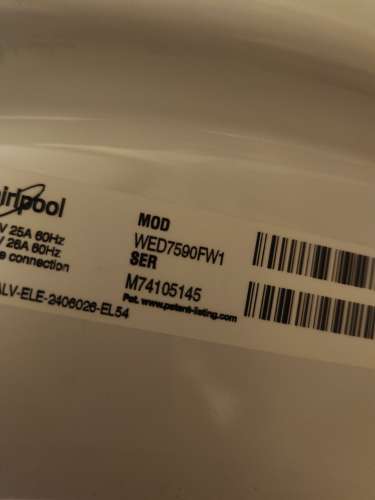 irlpool
V 25A 60Hz
V 26A 60Hz
e connection
ALV-ELE-2406026-EL54
MOD
WED7590FW1
SER
M74105145
Pat. www.patent-listing.com